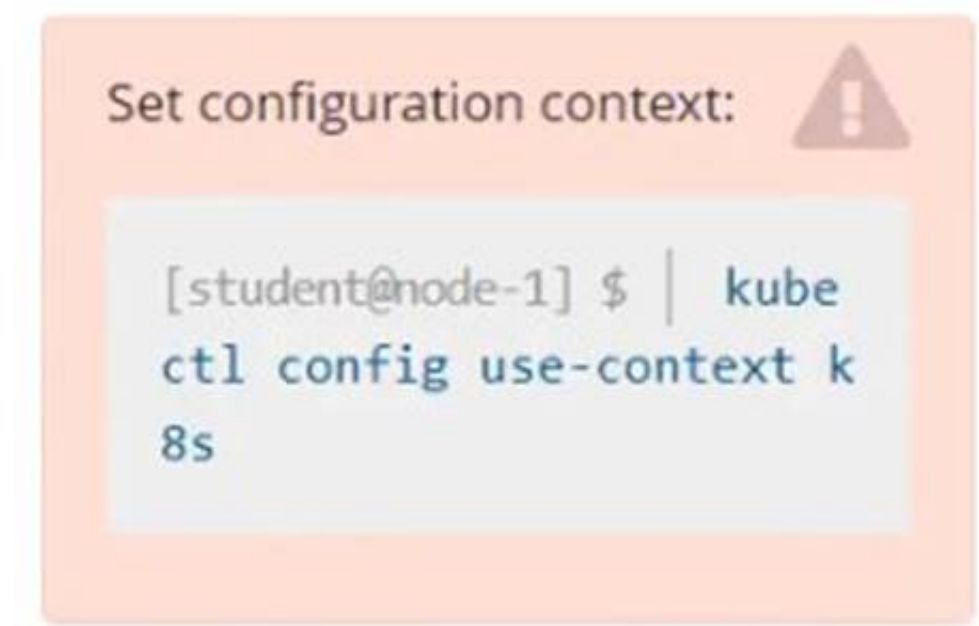 Set configuration context:
[student@node-1] $ | kube
ctl config use-context k
8s